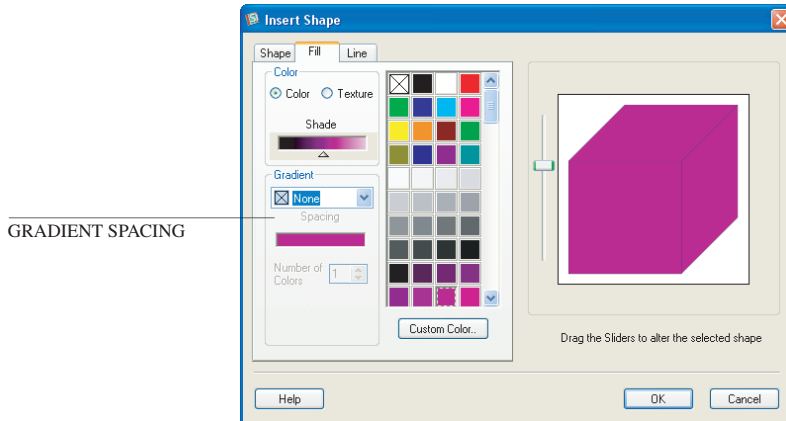 Insert Shape
Shape Fill Line
Color
Color Texture
Shade
Gradient
None
Spacing
GRADIENT SPACING
Number of
Colors
1
Custom Color..
Drag the Sliders to alter the selected shape
Help
OK
Cancel